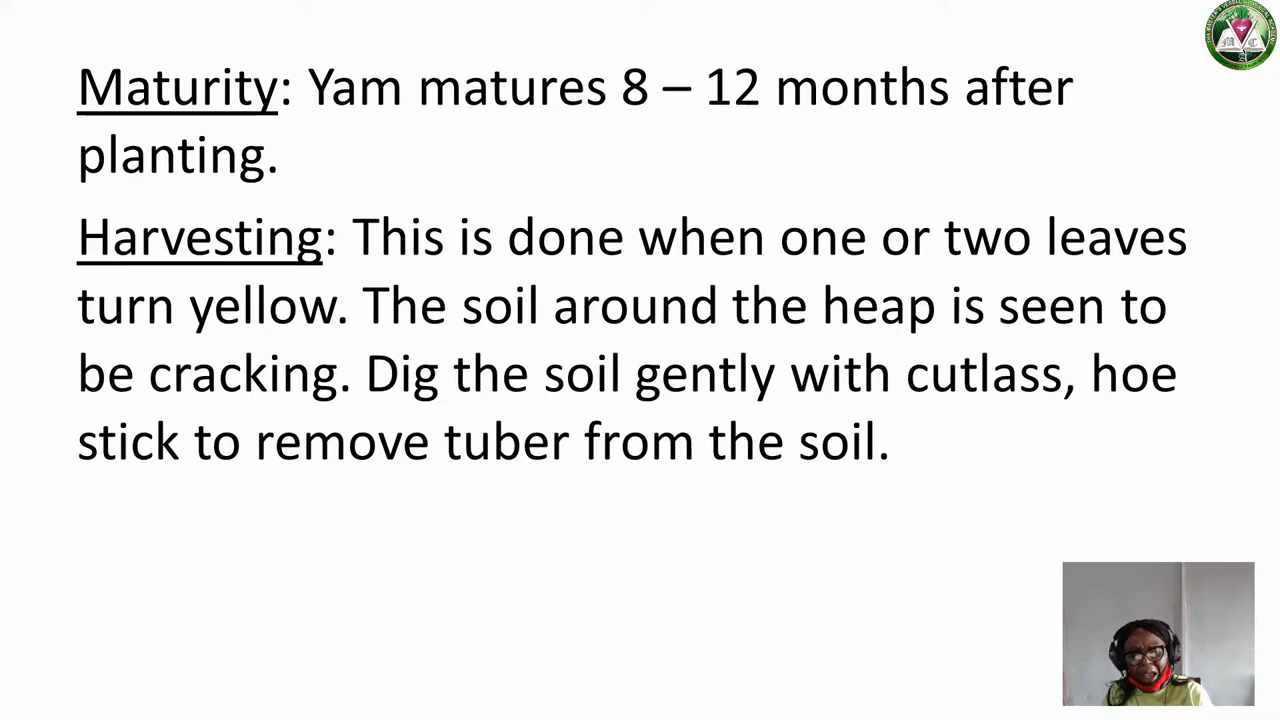 Maturity: Yam matures 8 – 12 months after
planting.
Harvesting: This is done when one or two leaves
turn yellow. The soil around the heap is seen to
be cracking. Dig the soil gently with cutlass, hoe
stick to remove tuber from the soil.